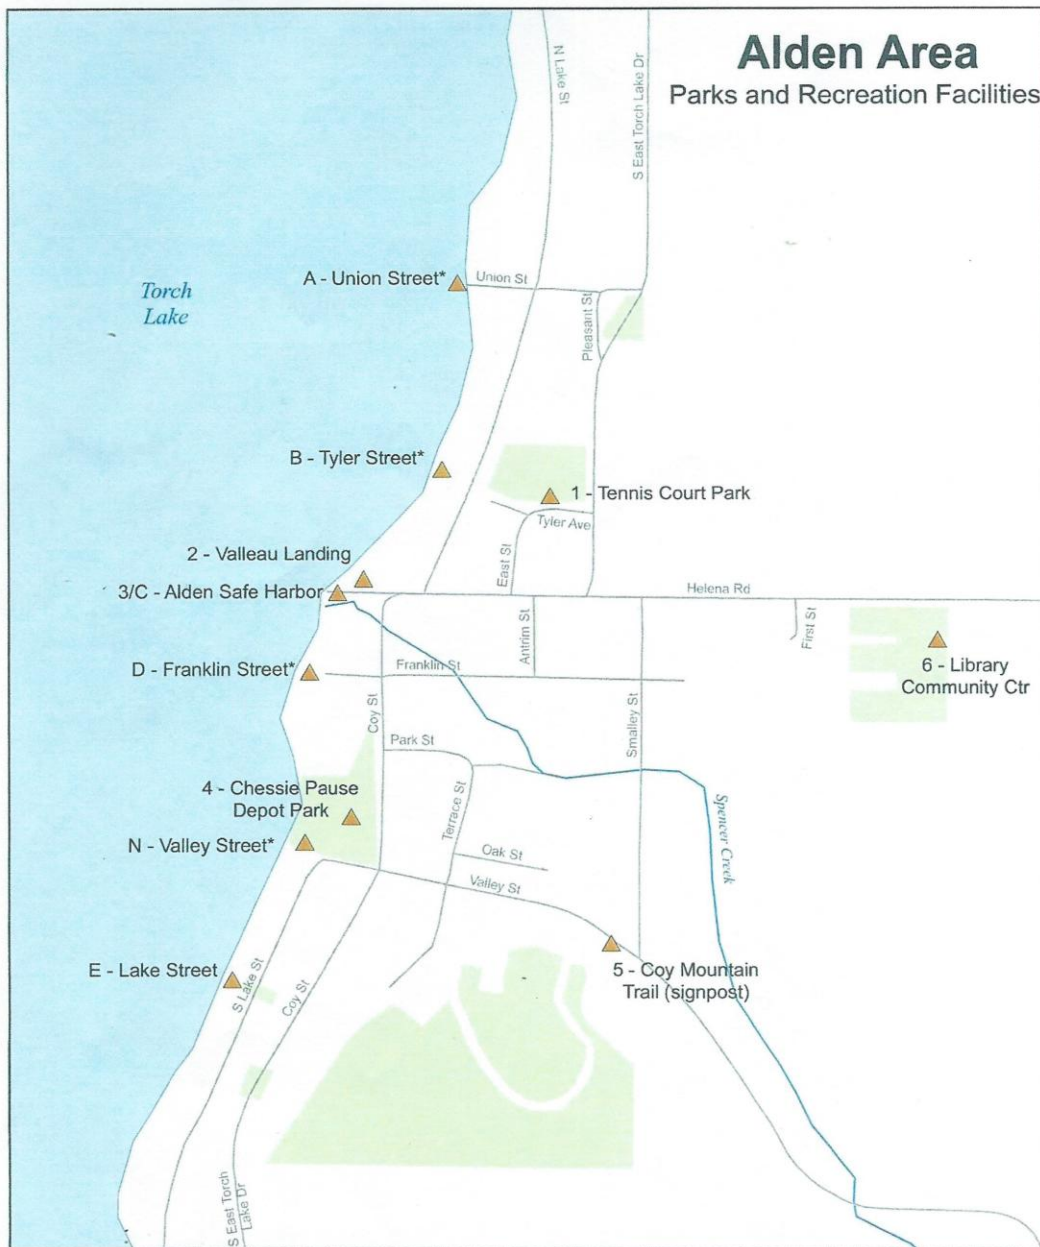 Alden Area
Parks and Recreation Facilities
N Lake St
S East Torch Lake Dr
Torch
Lake
A - Union Street*
Union St
Pleasant St
B - Tyler Street*
1 - Tennis Court Park
Tyler Ave
East St
2 - Valleau Landing
3/C - Alden Safe Harbor
Helena Rd
Antrim St
First St
D - Franklin Street*
Franklin St
6 - Library
Community Ctr
Coy St
Smalley St
Park St
4 - Chessie Pause
Depot Park
Terrace St
Spencer Creek
N - Valley Street*
Oak St
Valley St
E - Lake Street
S Lake St
Coy St
5 - Coy Mountain
Trail (signpost)
S East Torch
Lake Dr